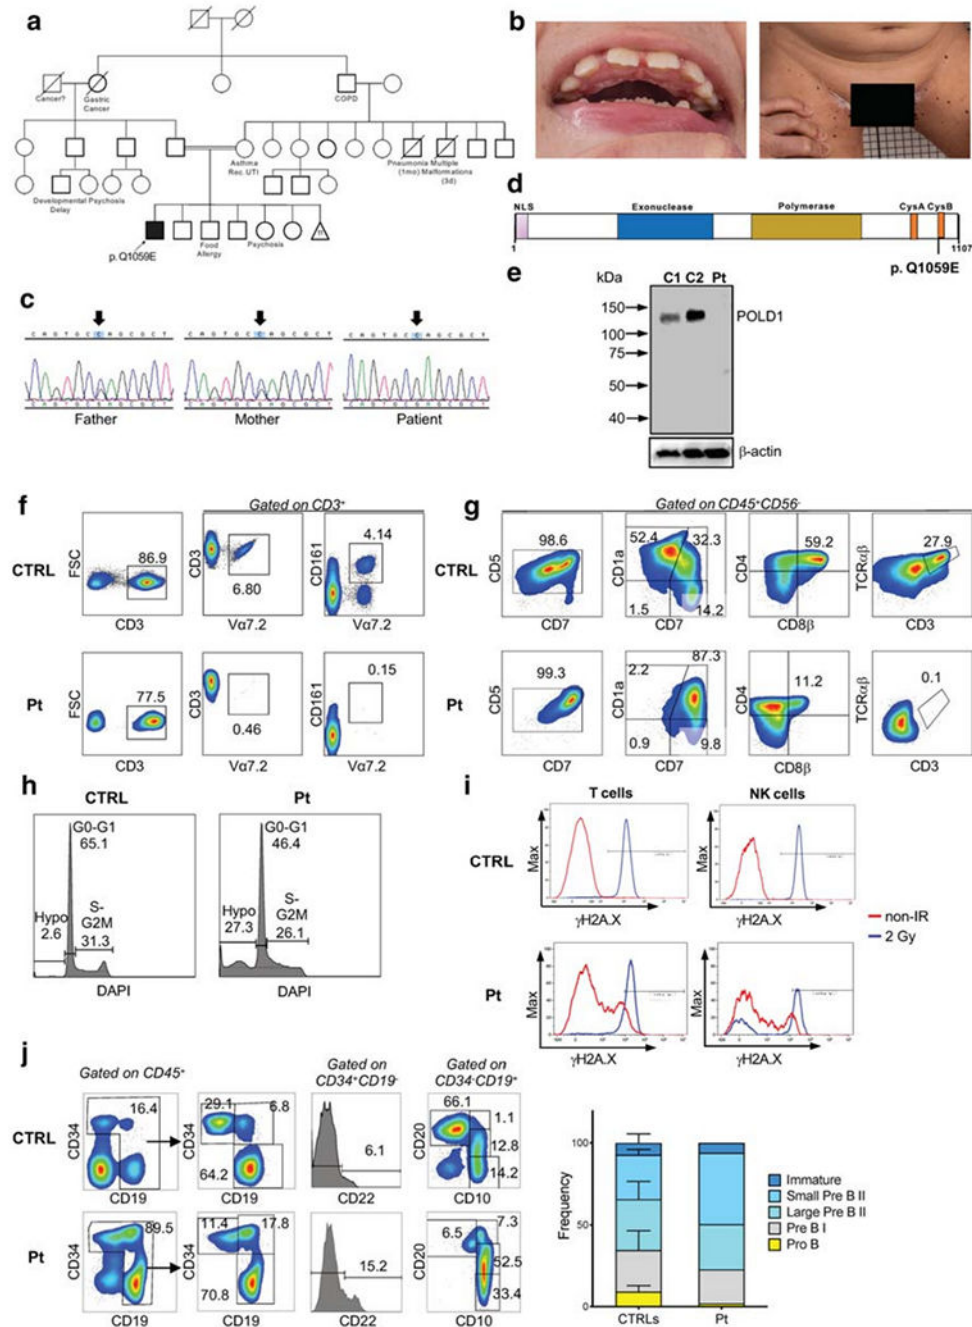 a
Cancer?
Gastric
Cancer
COPD
Asthma
Rec. UTI
Pneumonia Multiple
(1mo) Malformations
(3d)
Developmental Psychosis
Delay
Food
Allergy
Psychosis
p. Q1059E
b
c
Father
Mother
Patient
d
NLS
Exonuclease
Polymerase
CysA CysB
1
1107
p. Q1059E
e
kDa
C1 C2 Pt
150
100
75
50
40
POLD1
β-actin
f
Gated on CD3⁺
CTRL
FSC
86.9
CD3
CD3
6.80
Vα7.2
CD161
4.14
Vα7.2
Pt
FSC
77.5
CD3
CD3
0.46
Vα7.2
CD161
0.15
Vα7.2
g
Gated on CD45⁺CD56⁻
CTRL
CD5
98.6
CD7
CD1a
52.4
32.3
1.5
14.2
CD7
CD4
59.2
CD8β
TCRαβ
27.9
CD3
Pt
CD5
99.3
CD7
CD1a
2.2
87.3
0.9
9.8
CD7
CD4
11.2
CD8β
TCRαβ
0.1
CD3
h
CTRL
G0-G1
65.1
Hypo
2.6
S-
G2M
31.3
DAPI
Pt
G0-G1
46.4
Hypo
27.3
S-
G2M
26.1
DAPI
i
T cells
NK cells
CTRL
Max
γH2A.X
Max
γH2A.X
non-IR
2 Gy
Pt
Max
γH2A.X
Max
γH2A.X
j
Gated on CD45⁺
Gated on
CD34⁺CD19⁻
Gated on
CD34⁻CD19⁺
CTRL
CD34
16.4
CD19
CD34
29.1
6.8
64.2
CD19
6.1
CD22
CD20
66.1
1.1
12.8
14.2
CD10
Pt
CD34
89.5
CD19
CD34
11.4
17.8
70.8
CD19
15.2
CD22
CD20
6.5
7.3
52.5
33.4
CD10
Frequency
100
50
0
CTRLs
Pt
Immature
Small Pre B II
Large Pre B II
Pre B I
Pro B